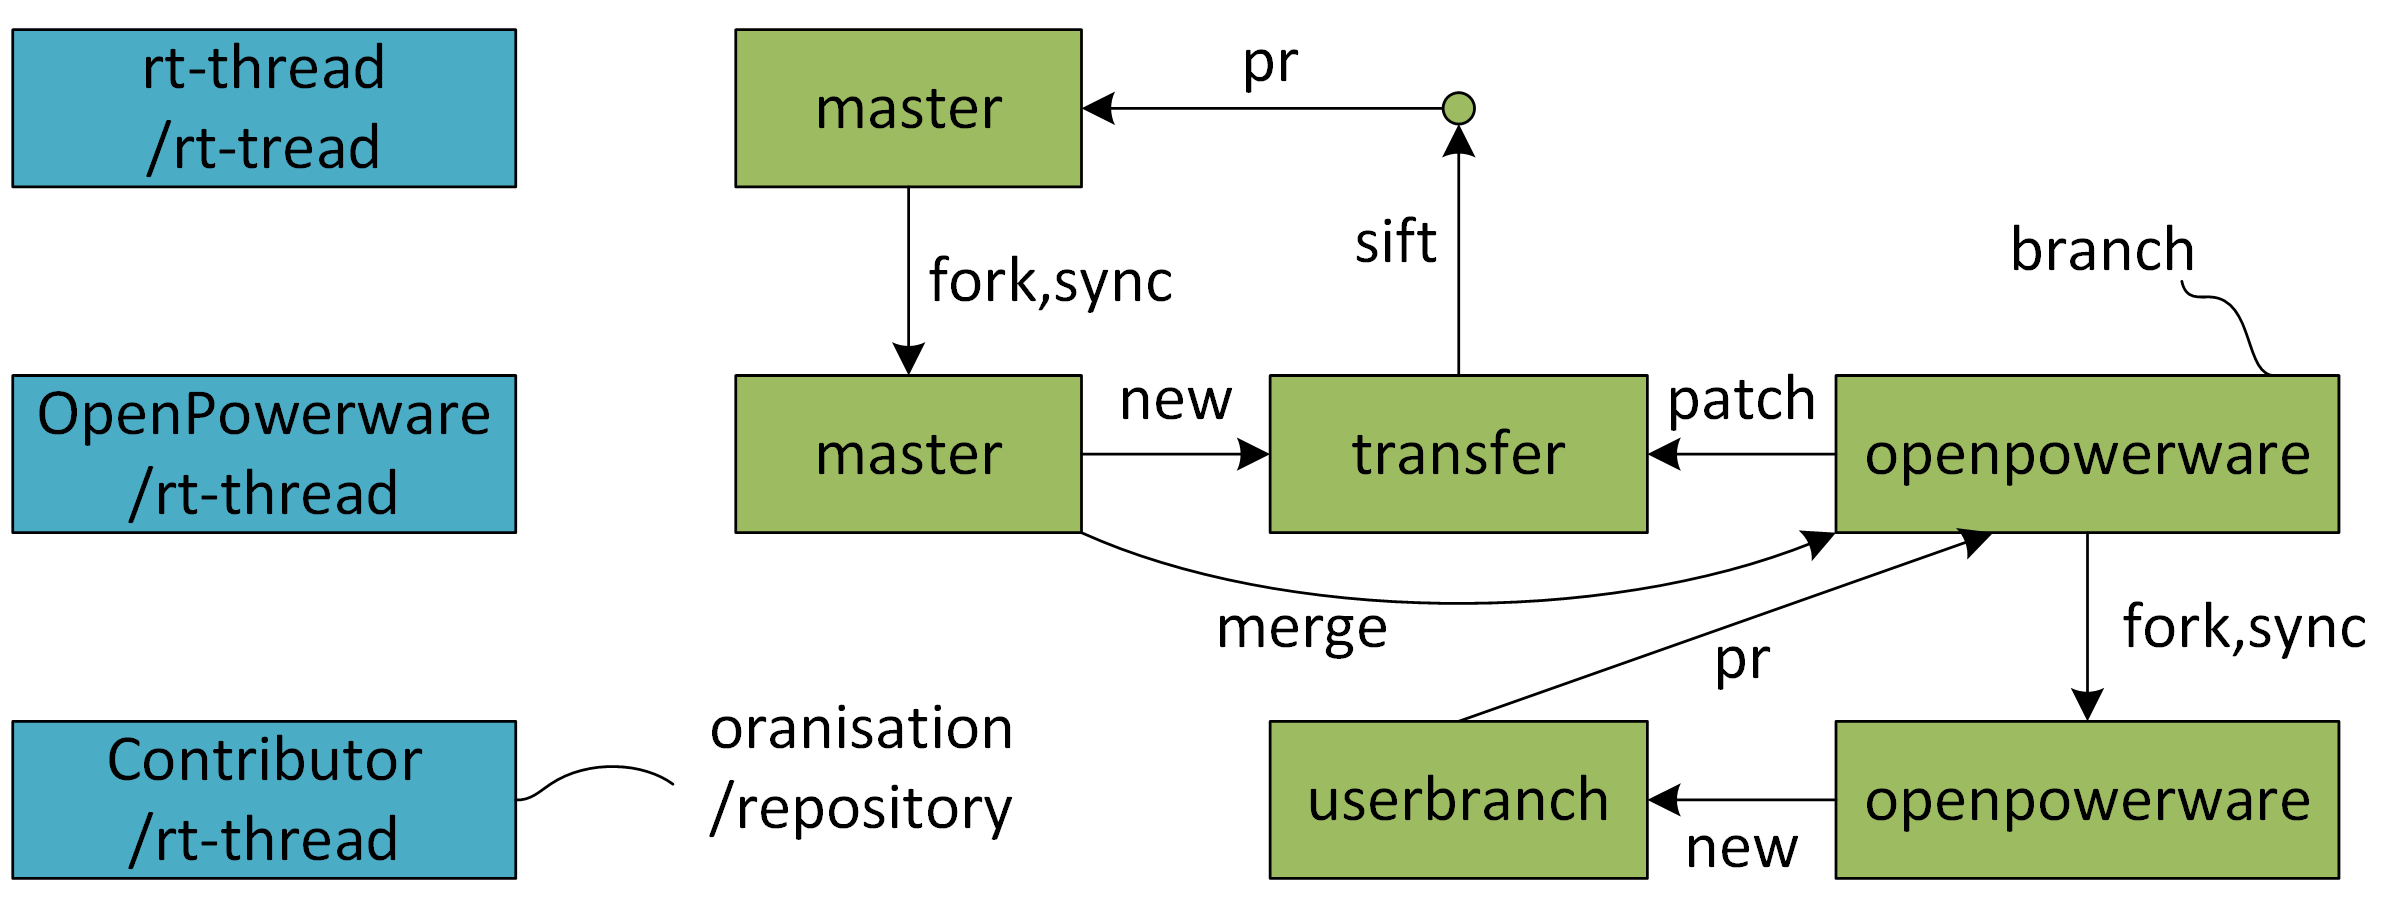 rt-thread
/rt-tread
master
pr
sift
fork,sync
branch
OpenPowerware
/rt-thread
master
new
transfer
patch
openpowerware
merge
pr
fork,sync
Contributor
/rt-thread
oranisation
/repository
userbranch
new
openpowerware